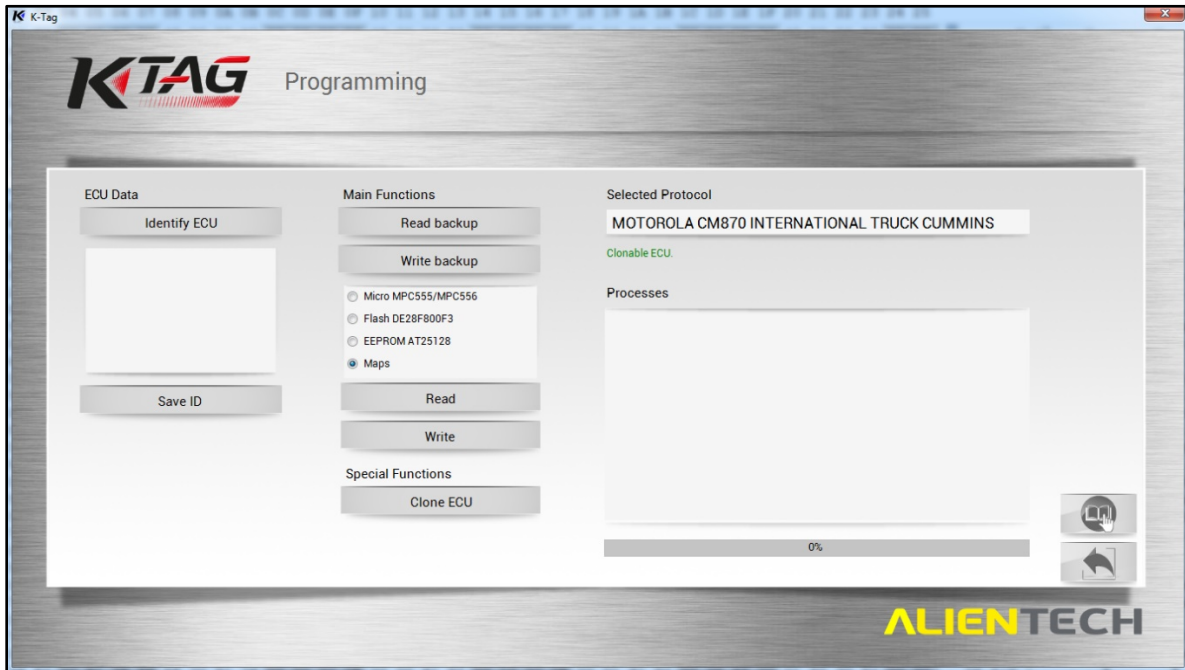 K-Tag
KTAG
Programming
ECU Data
Identify ECU
Save ID
Main Functions
Read backup
Write backup
Micro MPC555/MPC556
Flash DE28F800F3
EEPROM AT25128
Maps
Read
Write
Special Functions
Clone ECU
Selected Protocol
MOTOROLA CM870 INTERNATIONAL TRUCK CUMMINS
Clonable ECU.
Processes
0%
ALIENTECH